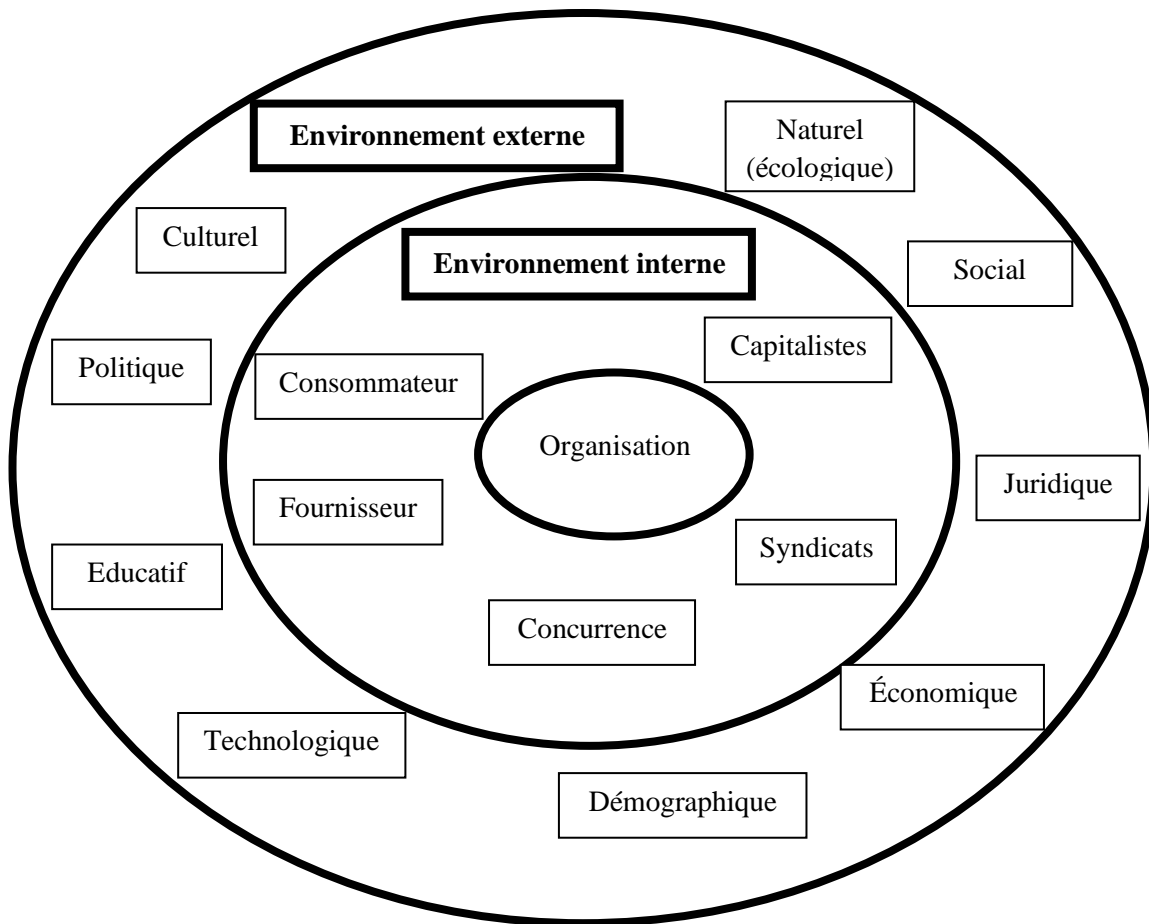 Environnement externe
Naturel
(écologique)
Culturel
Environnement interne
Social
Capitalistes
Politique
Consommateur
Organisation
Juridique
Fournisseur
Syndicats
Educatif
Concurrence
Économique
Technologique
Démographique